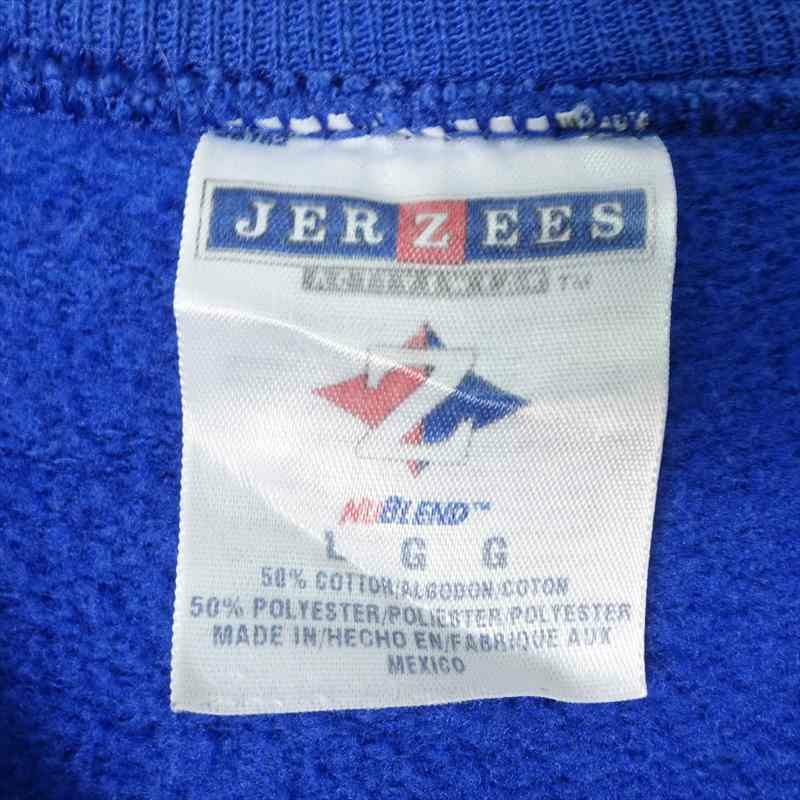 JERZEES
™
Z
NUBLEND™
L G G
50% COTTON/ALGODON/COTON
50% POLYESTER/POLIESTER/POLYESTER
MADE IN/HECHO EN/FABRIQUE AUX
MEXICO